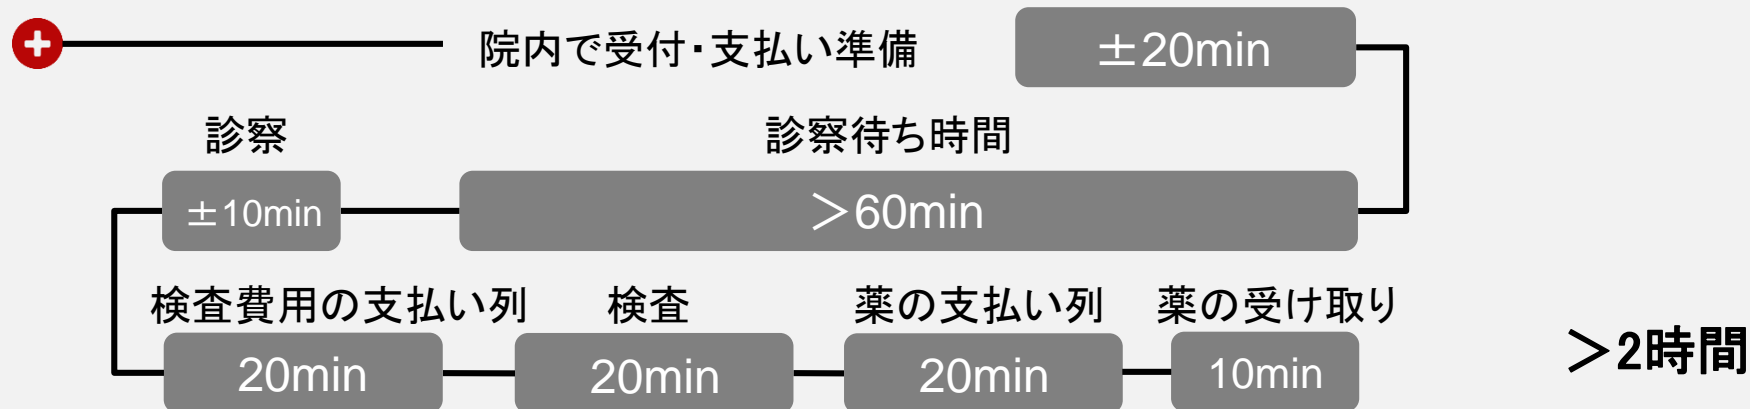 院内で受付・支払い準備 ±20min
診察 診察待ち時間
±10min ＞60min
検査費用の支払い列 検査 薬の支払い列 薬の受け取り
20min 20min 20min 10min
＞2時間